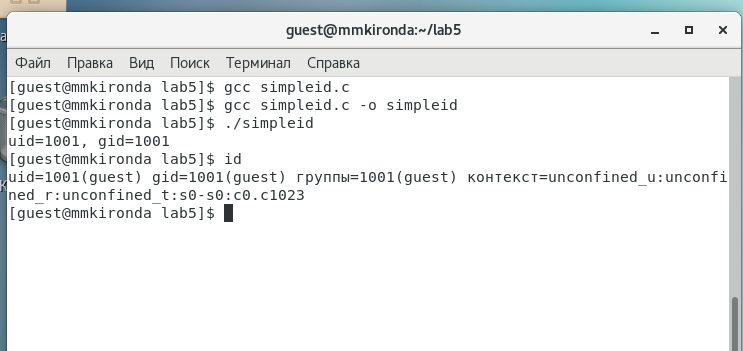 guest@mmkironda:~/lab5
Файл Правка Вид Поиск Терминал Справка
[guest@mmkironda lab5]$ gcc simpleid.c
[guest@mmkironda lab5]$ gcc simpleid.c -o simpleid
[guest@mmkironda lab5]$ ./simpleid
uid=1001, gid=1001
[guest@mmkironda lab5]$ id
uid=1001(guest) gid=1001(guest) группы=1001(guest) контекст=unconfined_u:unconfi
ned_r:unconfined_t:s0-s0:c0.c1023
[guest@mmkironda lab5]$